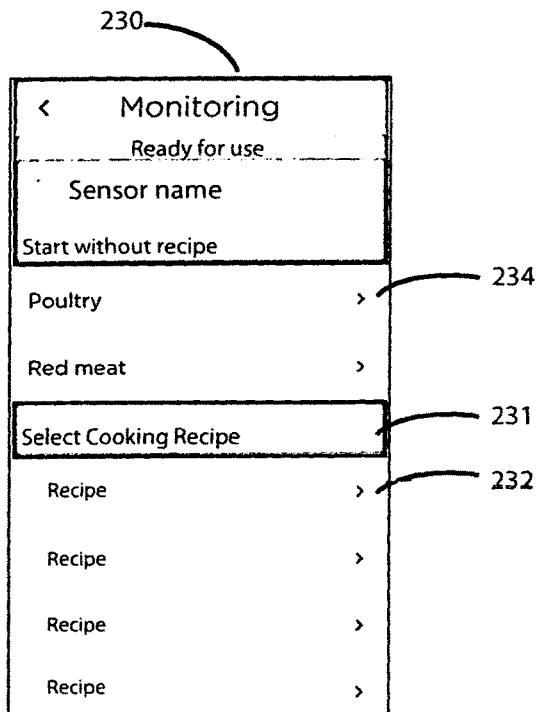 230
< Monitoring
Ready for use
Sensor name
Start without recipe
Poultry > 234
Red meat >
Select Cooking Recipe 231
Recipe > 232
Recipe >
Recipe >
Recipe >